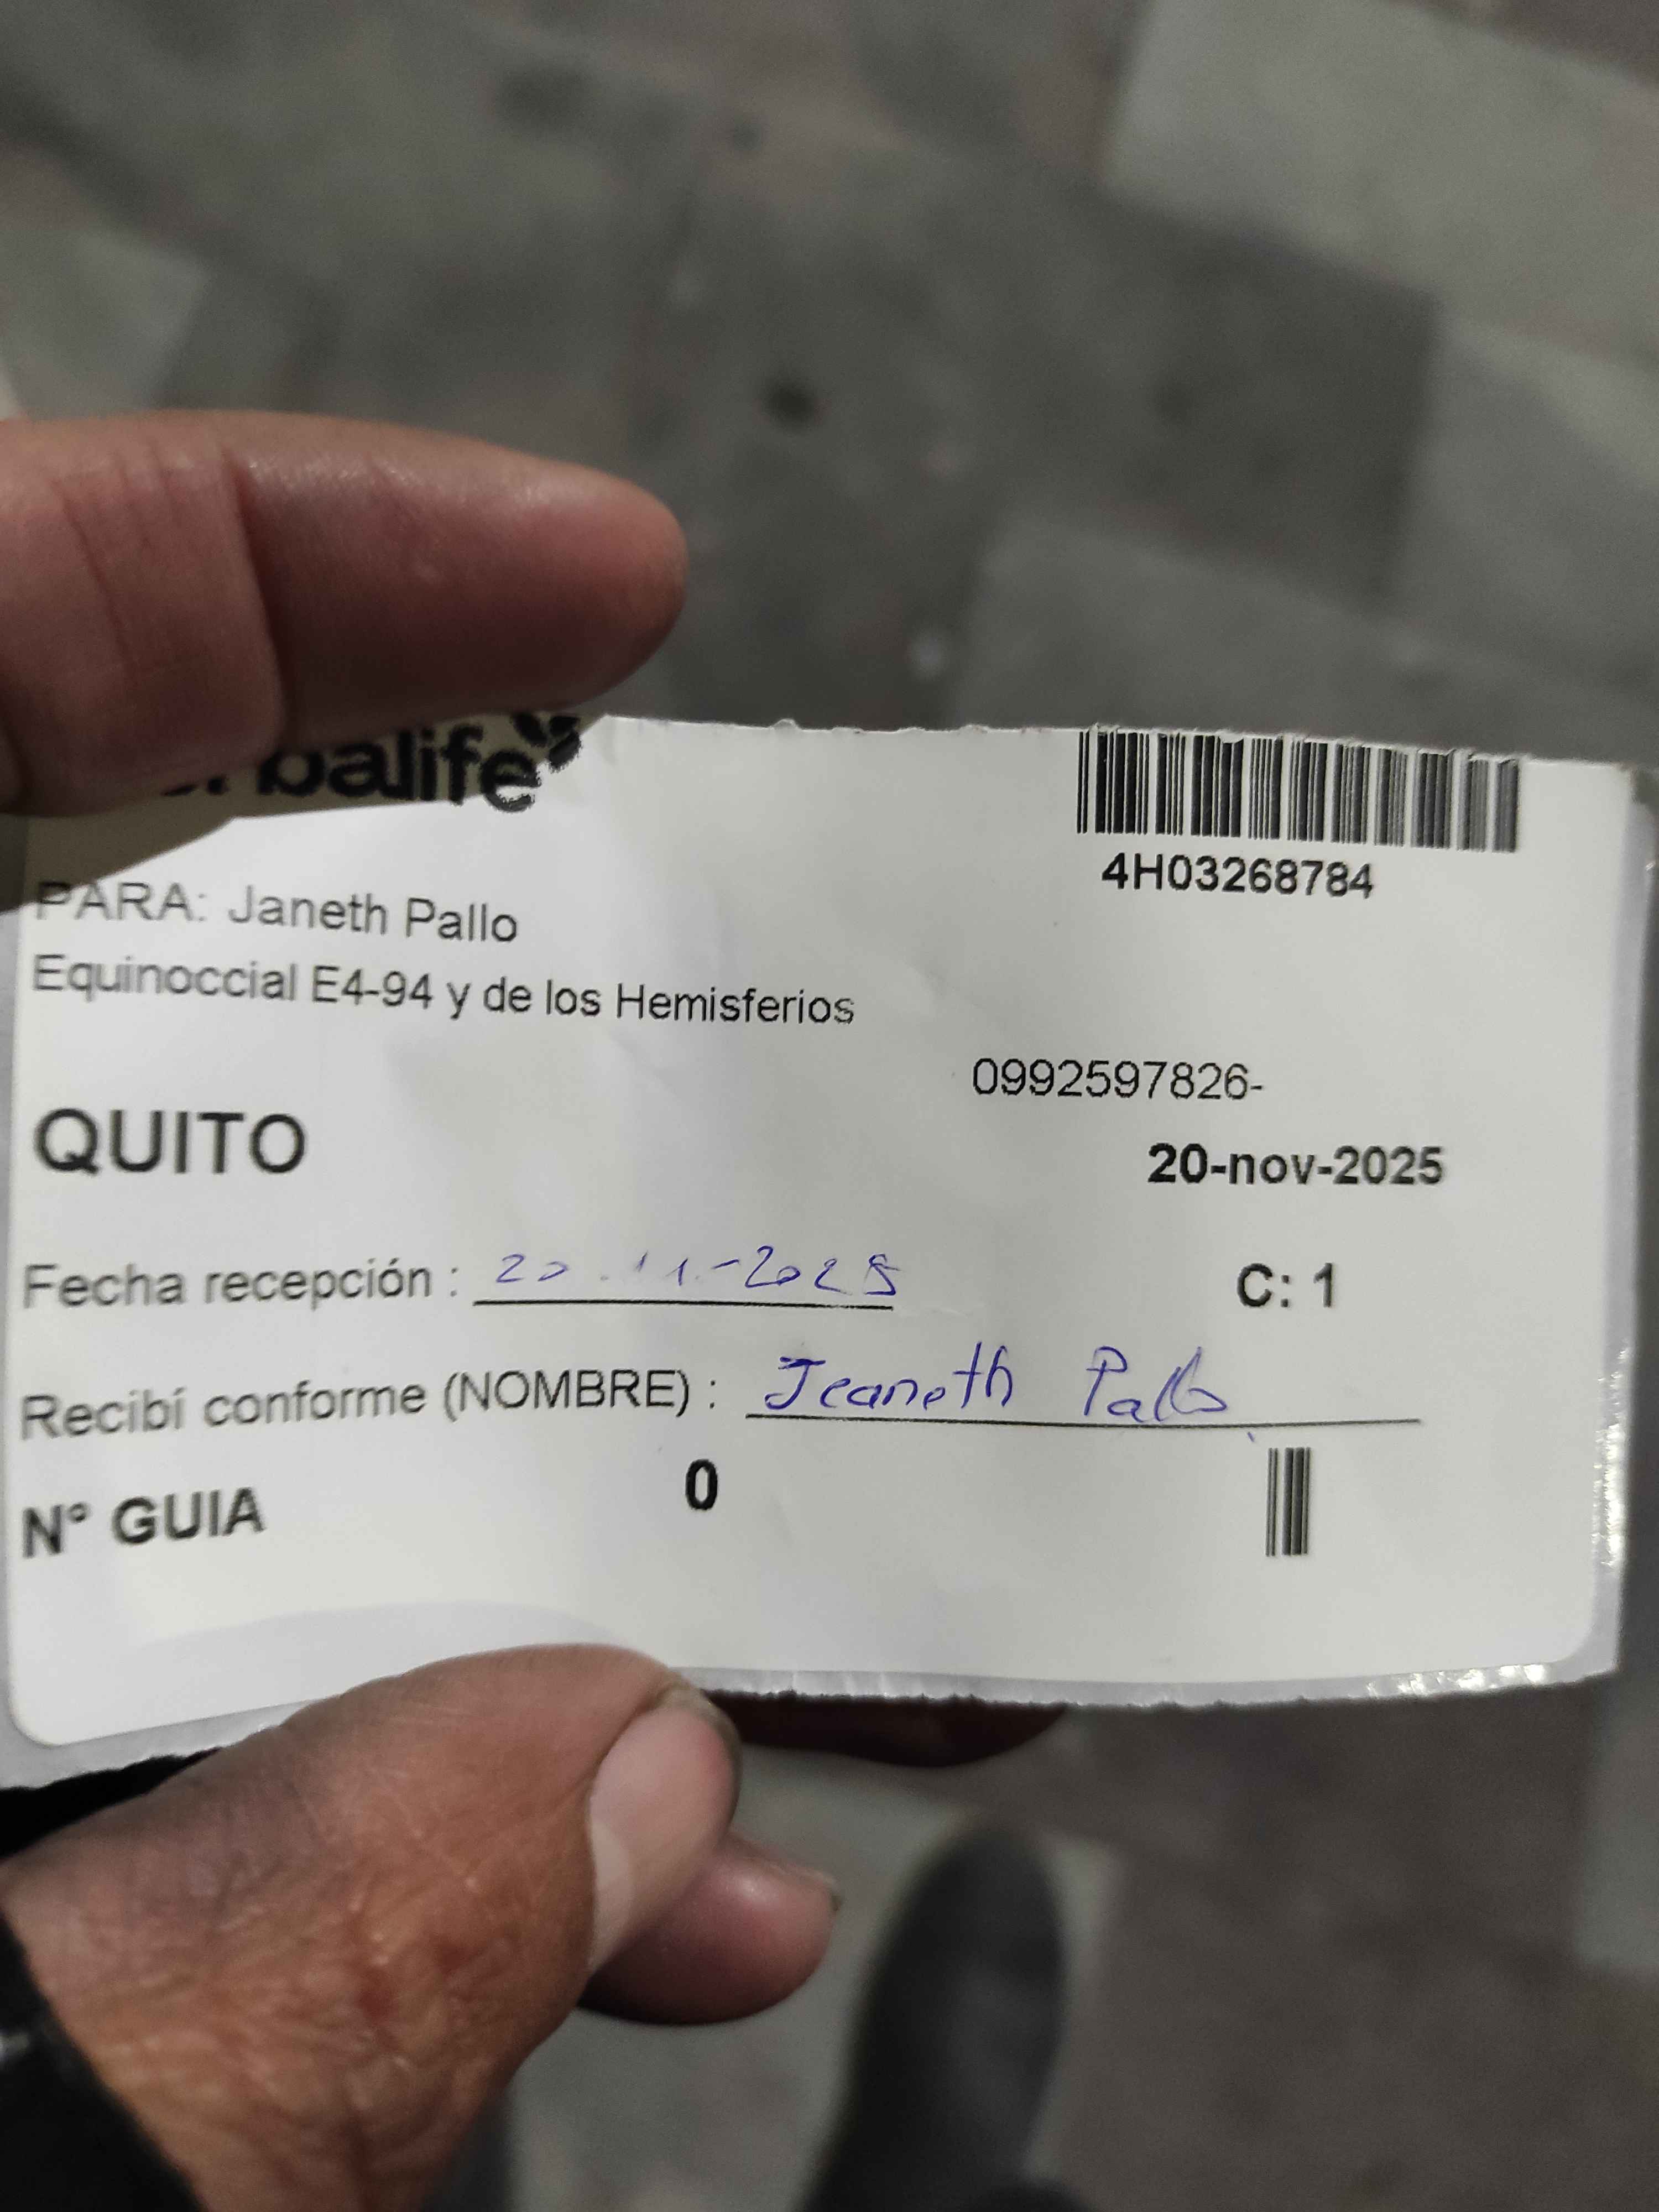 rbalife
4H03268784
PARA: Janeth Pallo
Equinoccial E4-94 y de los Hemisferios
0992597826-
QUITO
20-nov-2025
Fecha recepción : 20.11.-2025
C: 1
Recibí conforme (NOMBRE) : Jeaneth Pallo
N° GUIA 0